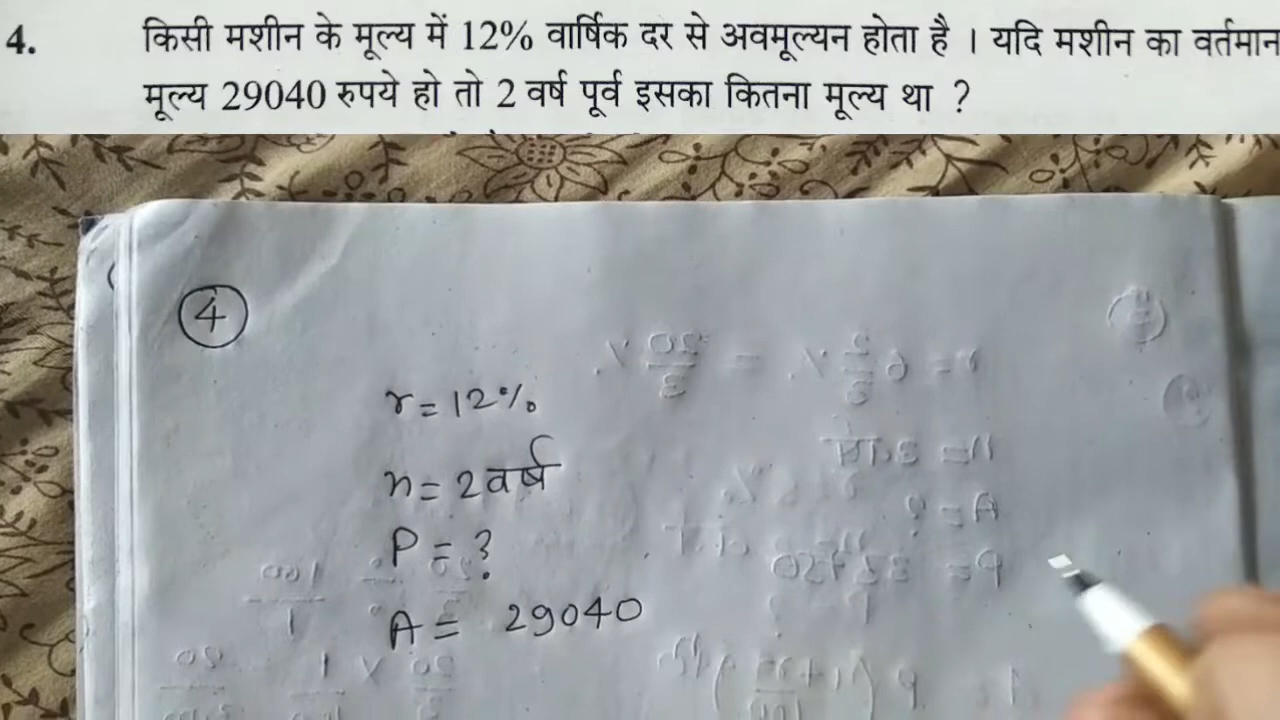 4. किसी मशीन के मूल्य में 12% वार्षिक दर से अवमूल्यन होता है । यदि मशीन का वर्तमान
मूल्य 29040 रुपये हो तो 2 वर्ष पूर्व इसका कितना मूल्य था ?
4
r = 12%
n = 2 वर्ष
P = ?
A = 29040